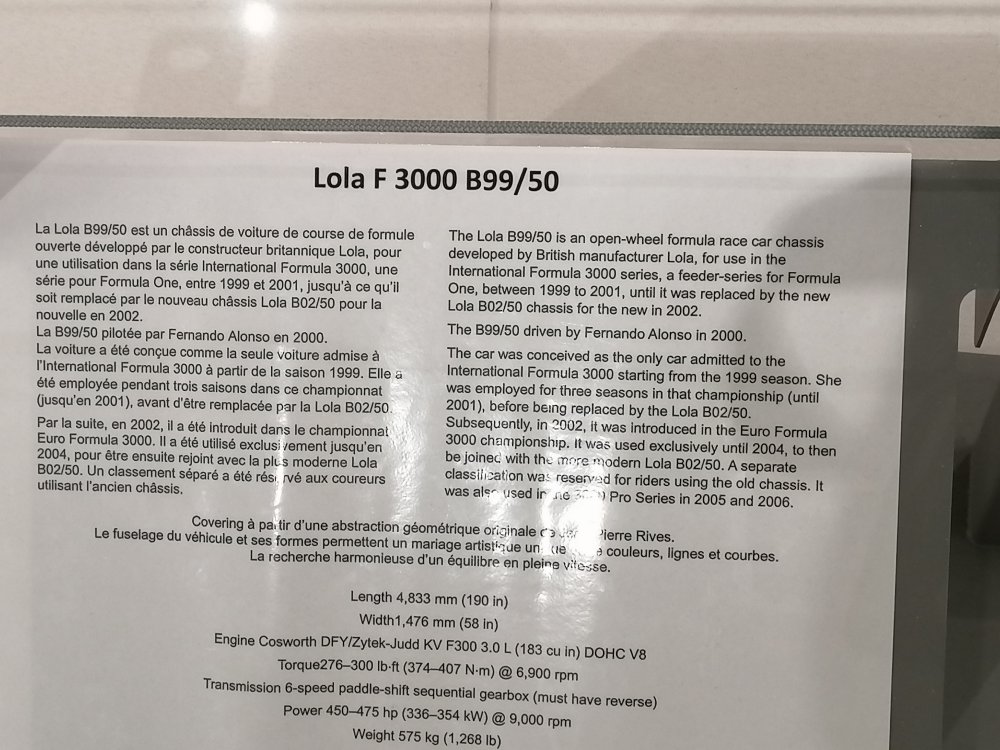 Lola F 3000 B99/50
La Lola B99/50 est un châssis de voiture de course de formule
ouverte développé par le constructeur britannique Lola, pour
une utilisation dans la série International Formula 3000, une
série pour Formula One, entre 1999 et 2001, jusqu'à ce qu'il
soit remplacé par le nouveau châssis Lola B02/50 pour la
nouvelle en 2002.
La B99/50 pilotée par Fernando Alonso en 2000.
La voiture a été conçue comme la seule voiture admise à
l'International Formula 3000 à partir de la saison 1999. Elle a
été employée pendant trois saisons dans ce championnat
(jusqu'en 2001), avant d'être remplacée par la Lola B02/50.
Par la suite, en 2002, il a été introduit dans le championnat
Euro Formula 3000. Il a été utilisé exclusivement jusqu'en
2004, pour être ensuite rejoint avec la plus moderne Lola
B02/50. Un classement séparé a été réservé aux coureurs
utilisant l'ancien châssis.
The Lola B99/50 is an open-wheel formula race car chassis
developed by British manufacturer Lola, for use in the
International Formula 3000 series, a feeder-series for Formula
One, between 1999 to 2001, until it was replaced by the new
Lola B02/50 chassis for the new in 2002.
The B99/50 driven by Fernando Alonso in 2000.
The car was conceived as the only car admitted to the
International Formula 3000 starting from the 1999 season. She
was employed for three seasons in that championship (until
2001), before being replaced by the Lola B02/50.
Subsequently, in 2002, it was introduced in the Euro Formula
3000 championship. It was used exclusively until 2004, to then
be joined with the more modern Lola B02/50. A separate
classification was reserved for riders using the old chassis. It
was also used in the 3000 Pro Series in 2005 and 2006.
Covering à partir d'une abstraction géométrique originale de Pierre Rives.
Le fuselage du véhicule et ses formes permettent un mariage artistique couleurs, lignes et courbes.
La recherche harmonieuse d'un équilibre en pleine vitesse.
Length 4,833 mm (190 in)
Width1,476 mm (58 in)
Engine Cosworth DFY/Zytek-Judd KV F300 3.0 L (183 cu in) DOHC V8
Torque276–300 lb·ft (374–407 N·m) @ 6,900 rpm
Transmission 6-speed paddle-shift sequential gearbox (must have reverse)
Power 450–475 hp (336–354 kW) @ 9,000 rpm
Weight 575 kg (1,268 lb)